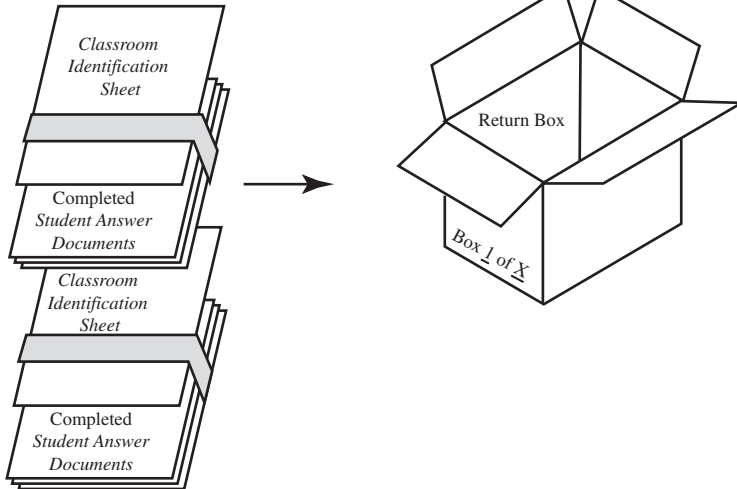 Classroom
Identification
Sheet
Completed
Student Answer
Documents
Classroom
Identification
Sheet
Completed
Student Answer
Documents
Return Box
Box 1 of X